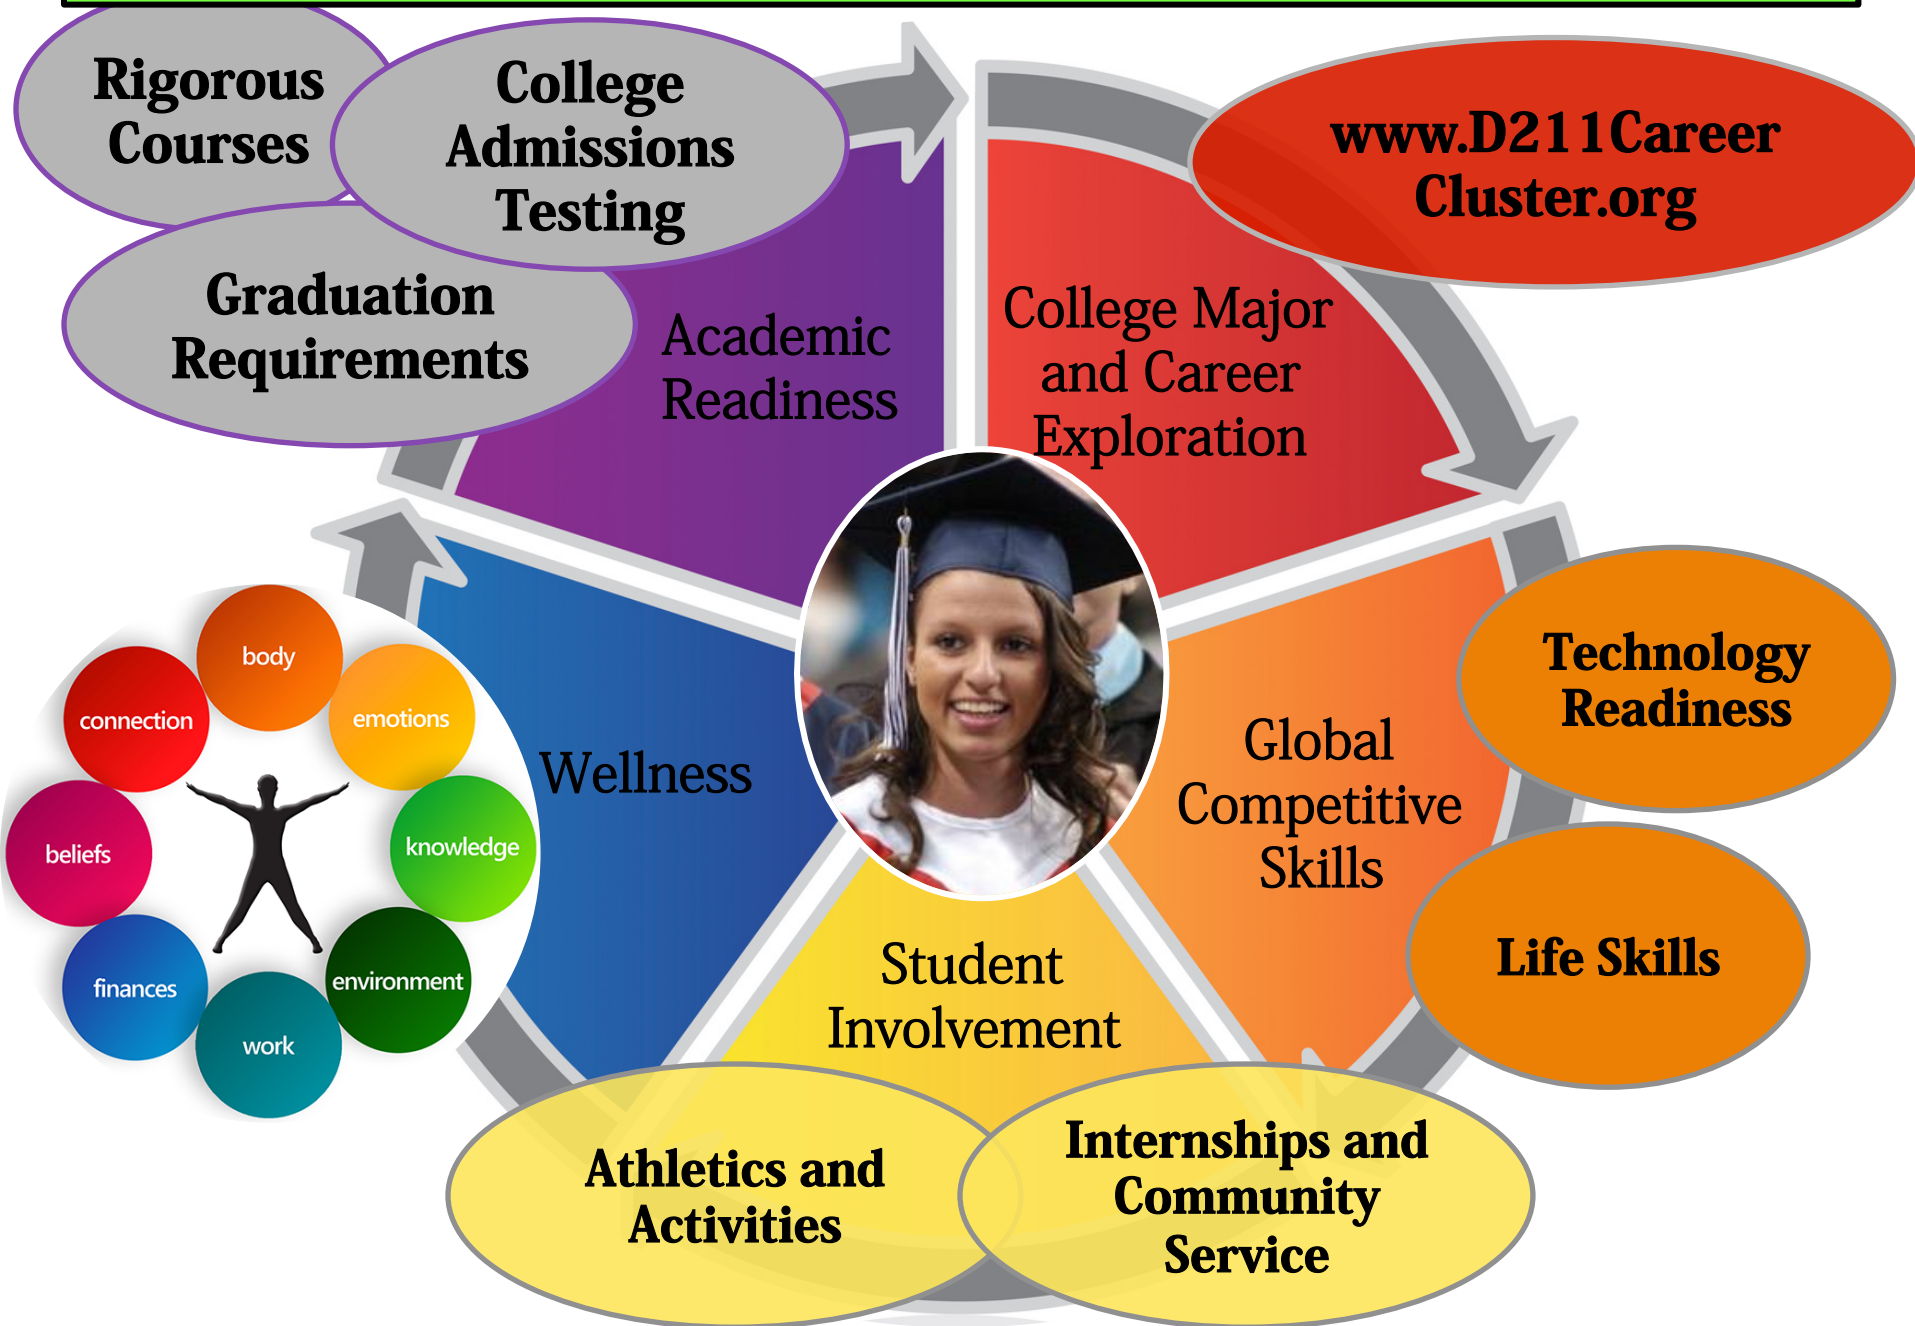 Rigorous
Courses
College
Admissions
Testing
Graduation
Requirements
Academic
Readiness
www.D211Career
Cluster.org
College Major
and Career
Exploration
Technology
Readiness
Life Skills
Global
Competitive
Skills
Student
Involvement
Athletics and
Activities
Internships and
Community
Service
Wellness
body
emotions
knowledge
environment
work
finances
beliefs
connection